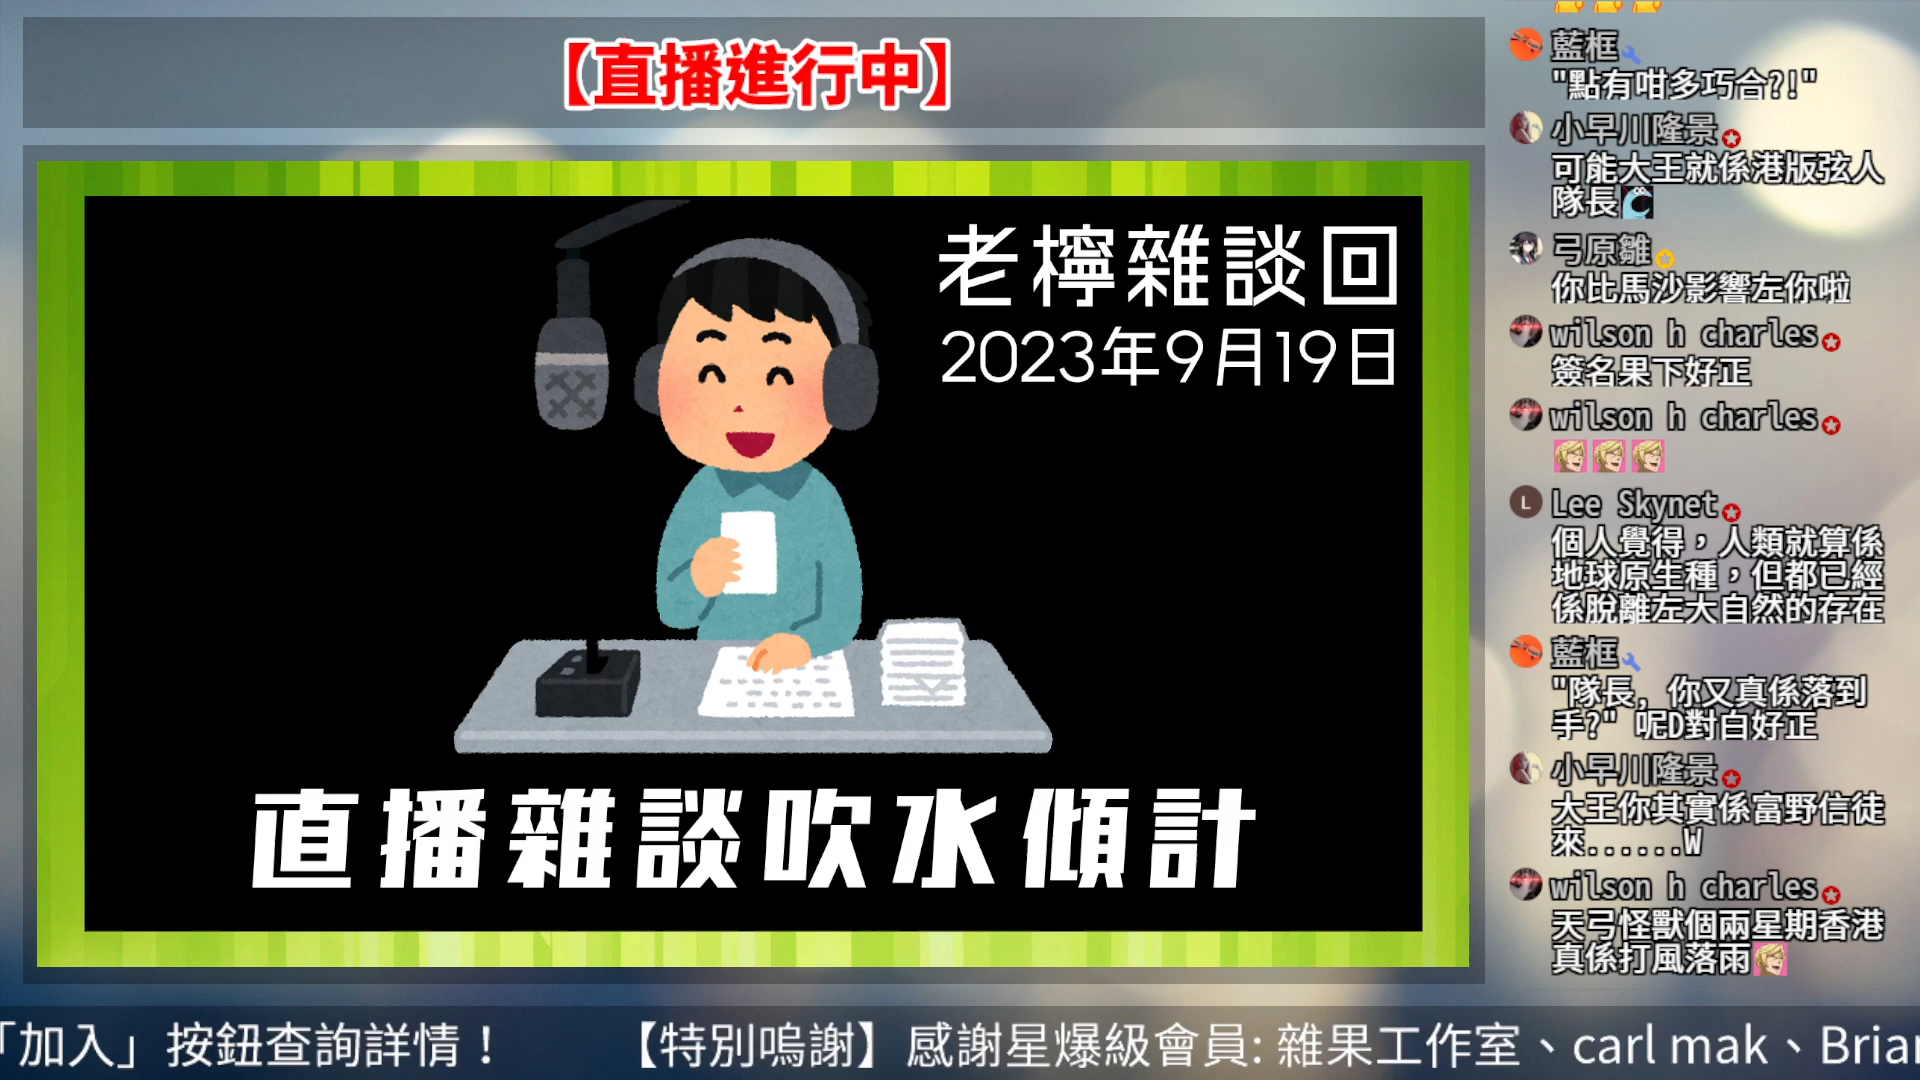 【直播進行中】
老檸雜談回
2023年9月19日
直播雜談吹水傾計
藍框
"點有咁多巧合?!"
小早川隆景
可能大王就係港版弦人
隊長
弓原雛
你比馬沙影響左你啦
wilson h charles
簽名果下好正
wilson h charles
L
Lee Skynet
個人覺得，人類就算係
地球原生種，但都已經
係脫離左大自然的存在
藍框
"隊長, 你又真係落到
手?" 呢D對白好正
小早川隆景
大王你其實係富野信徒
來......W
wilson h charles
天弓怪獸個兩星期香港
真係打風落雨
「加入」按鈕查詢詳情！ 【特別嗚謝】感謝星爆級會員: 雜果工作室、carl mak、Brian